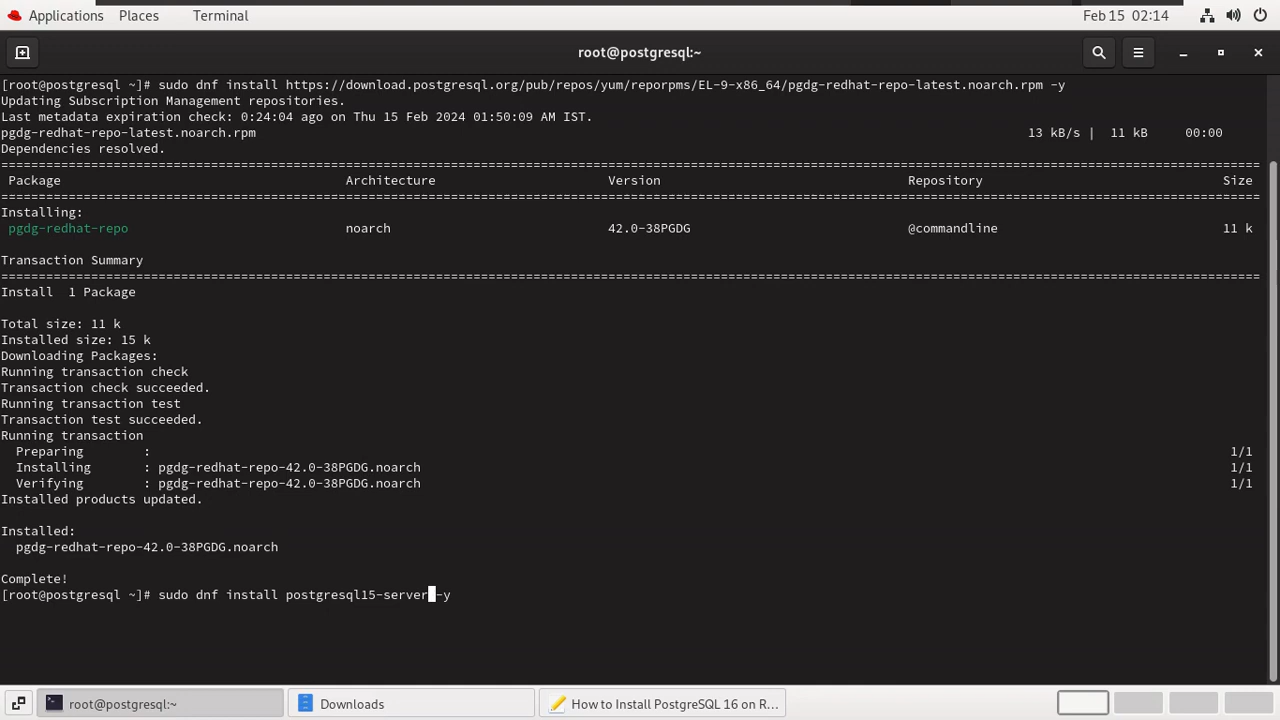 Applications Places Terminal Feb 15 02:14
root@postgresql:~
[root@postgresql ~]# sudo dnf install https://download.postgresql.org/pub/repos/yum/reporpms/EL-9-x86_64/pgdg-redhat-repo-latest.noarch.rpm -y
Updating Subscription Management repositories.
Last metadata expiration check: 0:24:04 ago on Thu 15 Feb 2024 01:50:09 AM IST.
pgdg-redhat-repo-latest.noarch.rpm 13 kB/s | 11 kB 00:00
Dependencies resolved.
================================================================================
Package Architecture Version Repository Size
================================================================================
Installing:
pgdg-redhat-repo noarch 42.0-38PGDG @commandline 11 k
Transaction Summary
================================================================================
Install 1 Package
Total size: 11 k
Installed size: 15 k
Downloading Packages:
Running transaction check
Transaction check succeeded.
Running transaction test
Transaction test succeeded.
Running transaction
Preparing : 1/1
Installing : pgdg-redhat-repo-42.0-38PGDG.noarch 1/1
Verifying : pgdg-redhat-repo-42.0-38PGDG.noarch 1/1
Installed products updated.
Installed:
pgdg-redhat-repo-42.0-38PGDG.noarch
Complete!
[root@postgresql ~]# sudo dnf install postgresql15-server -y
root@postgresql:~ Downloads How to Install PostgreSQL 16 on R...